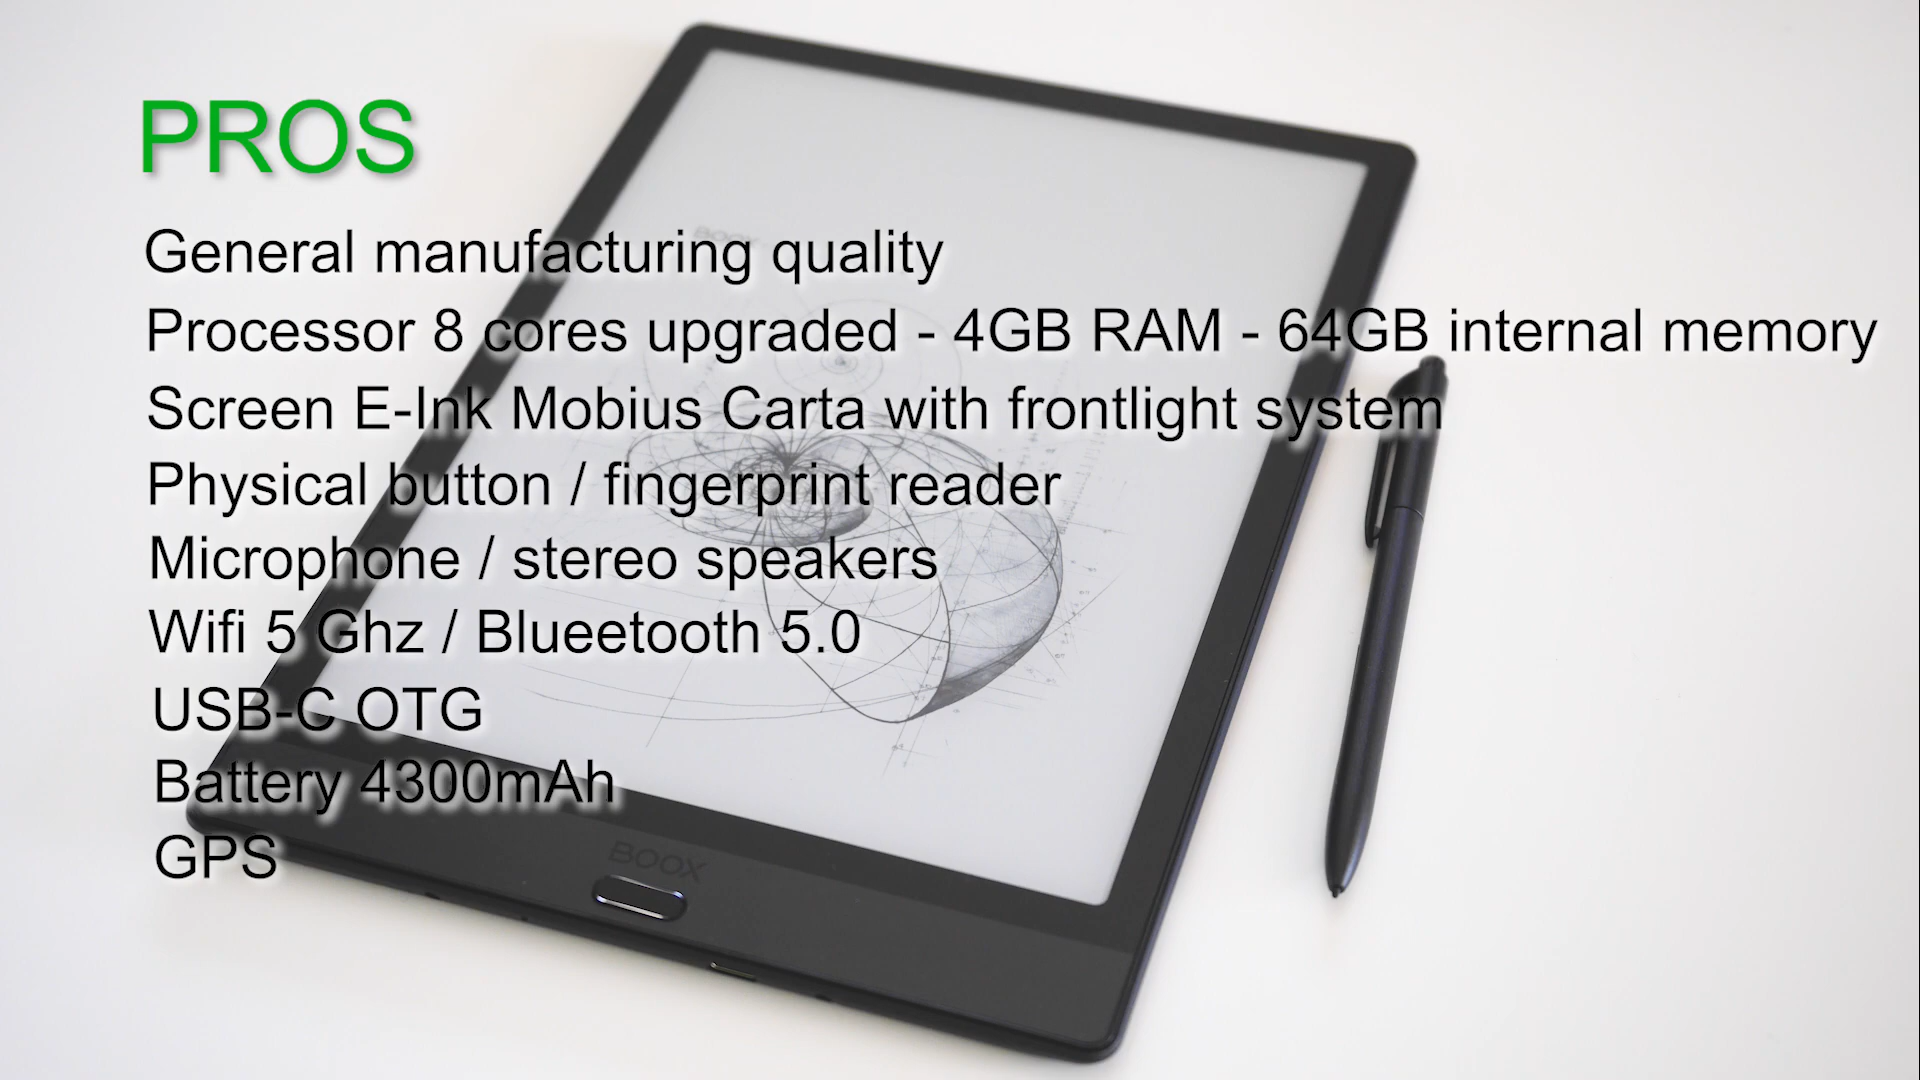 PROS
General manufacturing quality
Processor 8 cores upgraded - 4GB RAM - 64GB internal memory
Screen E-Ink Mobius Carta with frontlight system
Physical button / fingerprint reader
Microphone / stereo speakers
Wifi 5 Ghz / Blueetooth 5.0
USB-C OTG
Battery 4300mAh
GPS
BOOX